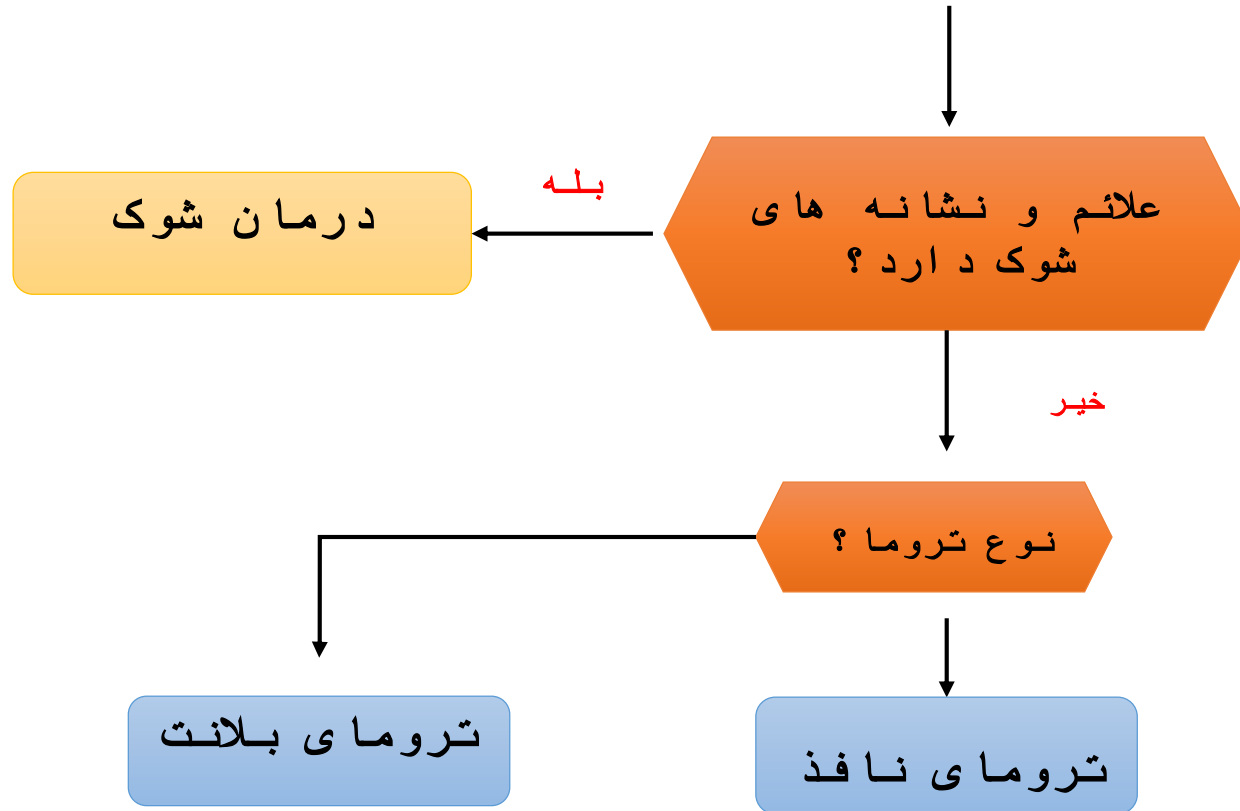 علائم و نشانه های
شوک دارد ؟
بله
درمان شوک
خیر
نوع تروما ؟
ترومای بلانت
ترومای نافذ